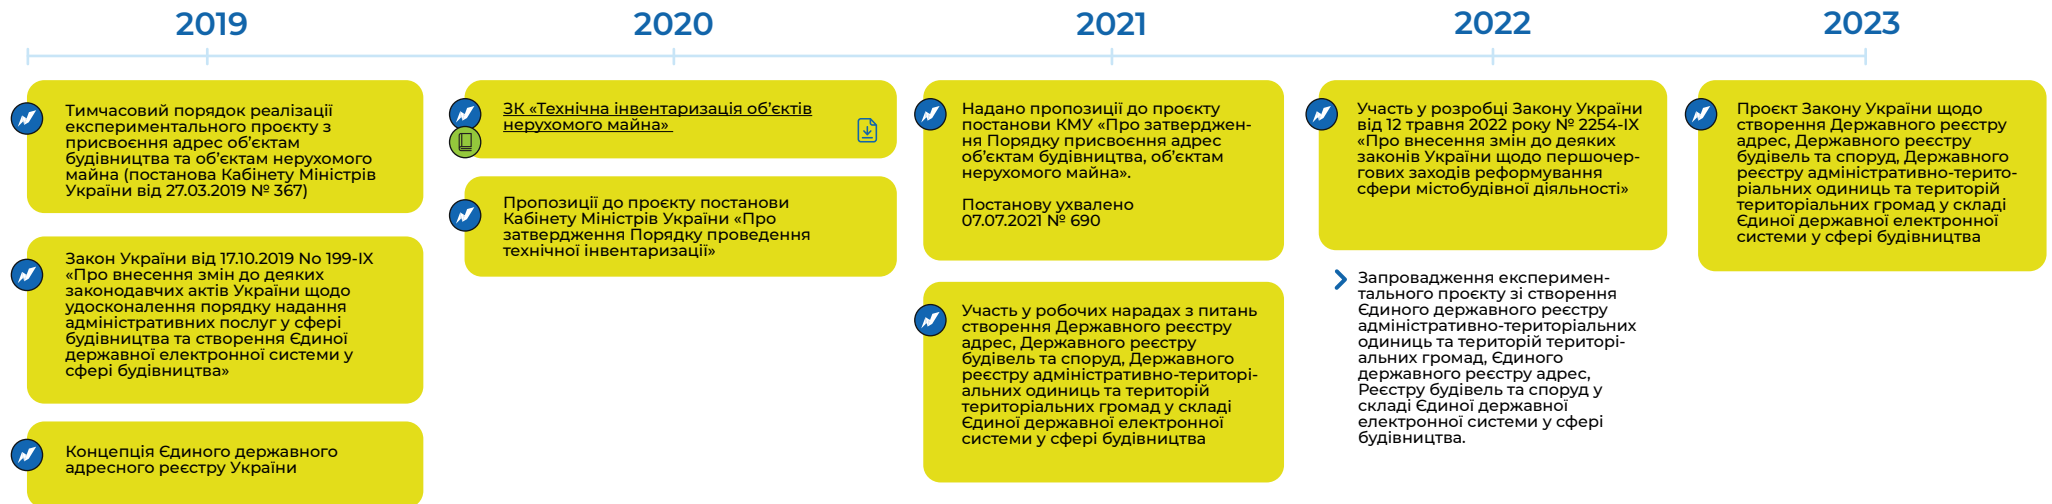 2019
Тимчасовий порядок реалізації
експериментального проєкту з
присвоєння адрес об’єктам
будівництва та об’єктам нерухомого
майна (постанова Кабінету Міністрів
України від 27.03.2019 № 367)
Закон України від 17.10.2019 No 199-IX
«Про внесення змін до деяких
законодавчих актів України щодо
удосконалення порядку надання
адміністративних послуг у сфері
будівництва та створення Єдиної
державної електронної системи у
сфері будівництва»
Концепція Єдиного державного
адресного реєстру України
2020
ЗК «Технічна інвентаризація об’єктів
нерухомого майна»
Пропозиції до проєкту постанови
Кабінету Міністрів України «Про
затвердження Порядку проведення
технічної інвентаризації»
2021
Надано пропозиції до проєкту
постанови КМУ «Про затверджен-
ня Порядку присвоєння адрес
об’єктам будівництва, об’єктам
нерухомого майна».
Постанову ухвалено
07.07.2021 № 690
Участь у робочих нарадах з питань
створення Державного реєстру
адрес, Державного реєстру
будівель та споруд, Державного
реєстру адміністративно-територі-
альних одиниць та територій
територіальних громад у складі
Єдиної державної електронної
системи у сфері будівництва
2022
Участь у розробці Закону України
від 12 травня 2022 року № 2254-IX
«Про внесення змін до деяких
законів України щодо першочер-
гових заходів реформування
сфери містобудівної діяльності»
Запровадження експеримен-
тального проєкту зі створення
Єдиного державного реєстру
адміністративно-територіальних
одиниць та територій територі-
альних громад, Єдиного
державного реєстру адрес,
Реєстру будівель та споруд у
складі Єдиної державної
електронної системи у сфері
будівництва.
2023
Проєкт Закону України щодо
створення Державного реєстру
адрес, Державного реєстру
будівель та споруд, Державного
реєстру адміністративно-терито-
ріальних одиниць та територій
територіальних громад у складі
Єдиної державної електронної
системи у сфері будівництва